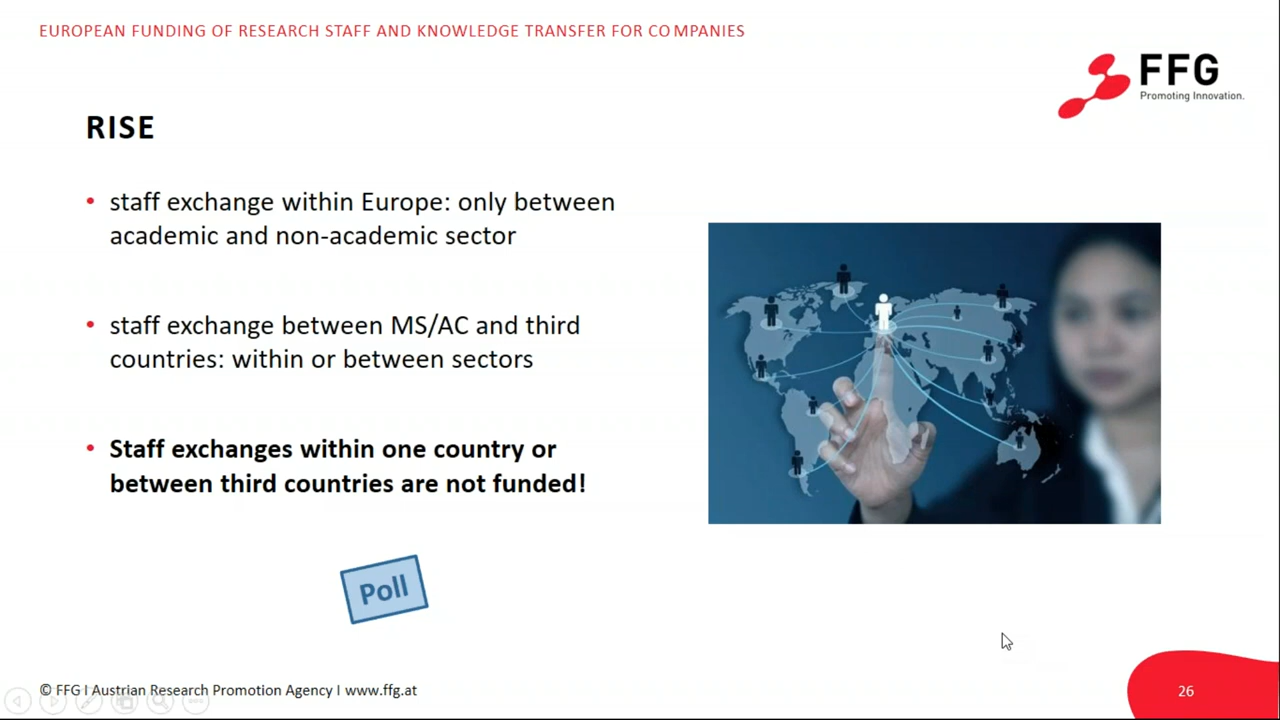 EUROPEAN FUNDING OF RESEARCH STAFF AND KNOWLEDGE TRANSFER FOR COMPANIES
FFG
Promoting Innovation.
RISE
• staff exchange within Europe: only between
academic and non-academic sector
• staff exchange between MS/AC and third
countries: within or between sectors
• Staff exchanges within one country or
between third countries are not funded!
Poll
© FFG I Austrian Research Promotion Agency I www.ffg.at
26